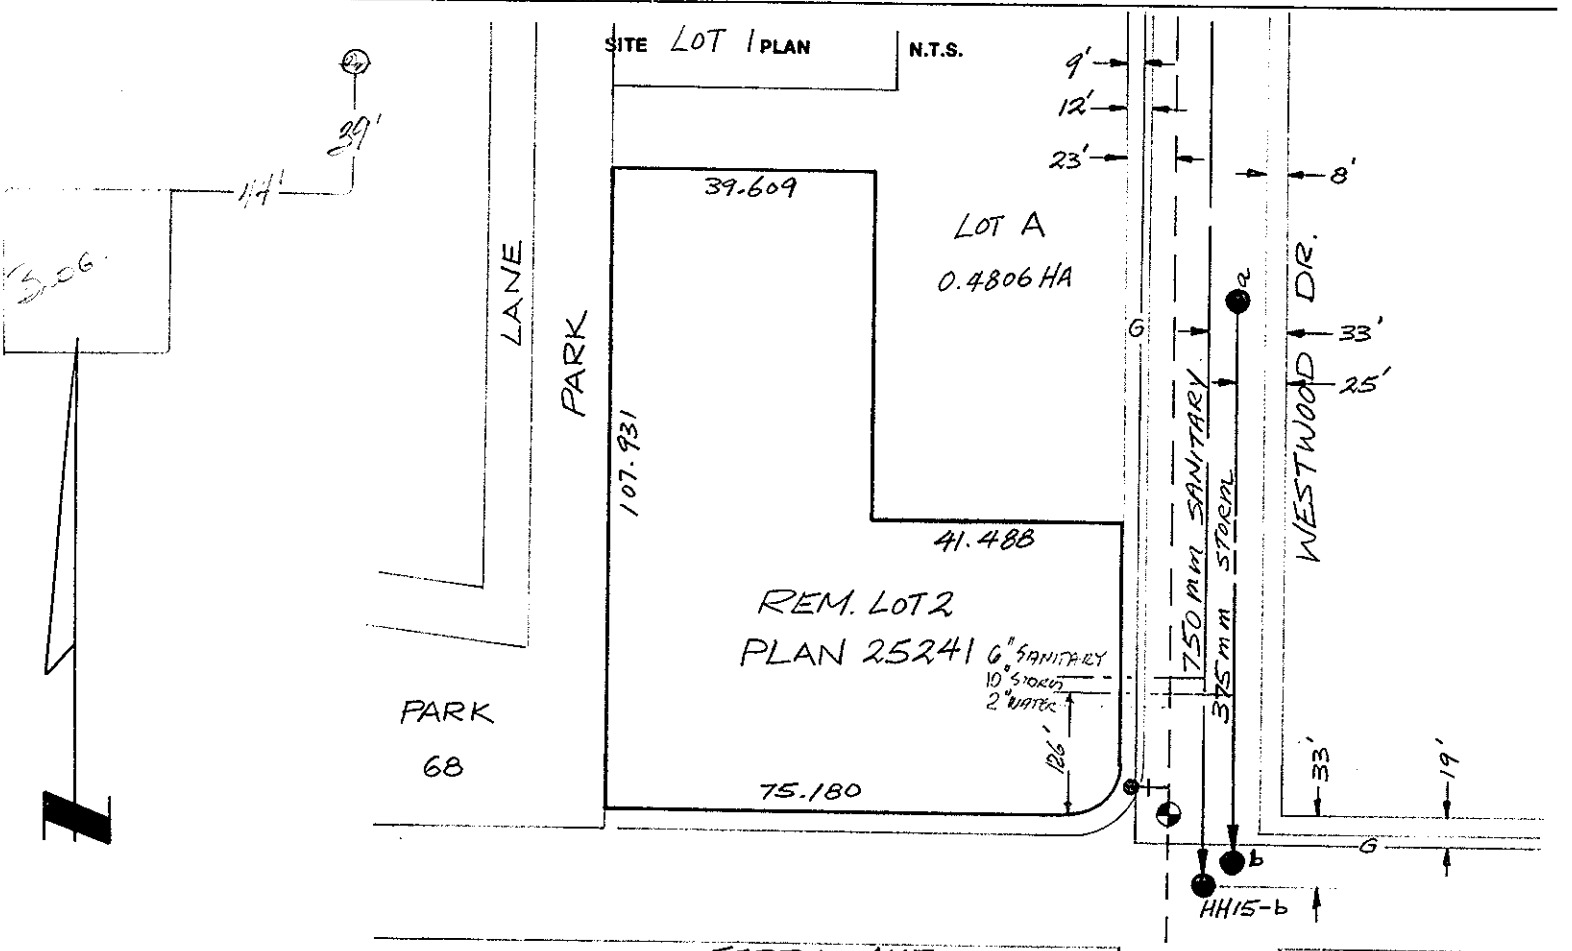 SITE LOT 1 PLAN N.T.S.
9'
12'
23'
8'
39'
44'
39.609
LOT A
0.4806 HA
LANE
PARK
107.931
41.488
REM. LOT 2
PLAN 25241
6" SANITARY
10" STORM
2" WATER
126'
75.180
PARK
68
G
a
33'
25'
WESTWOOD DR.
750 mm SANITARY
375 mm STORM
33'
19'
G
b
HH15-b